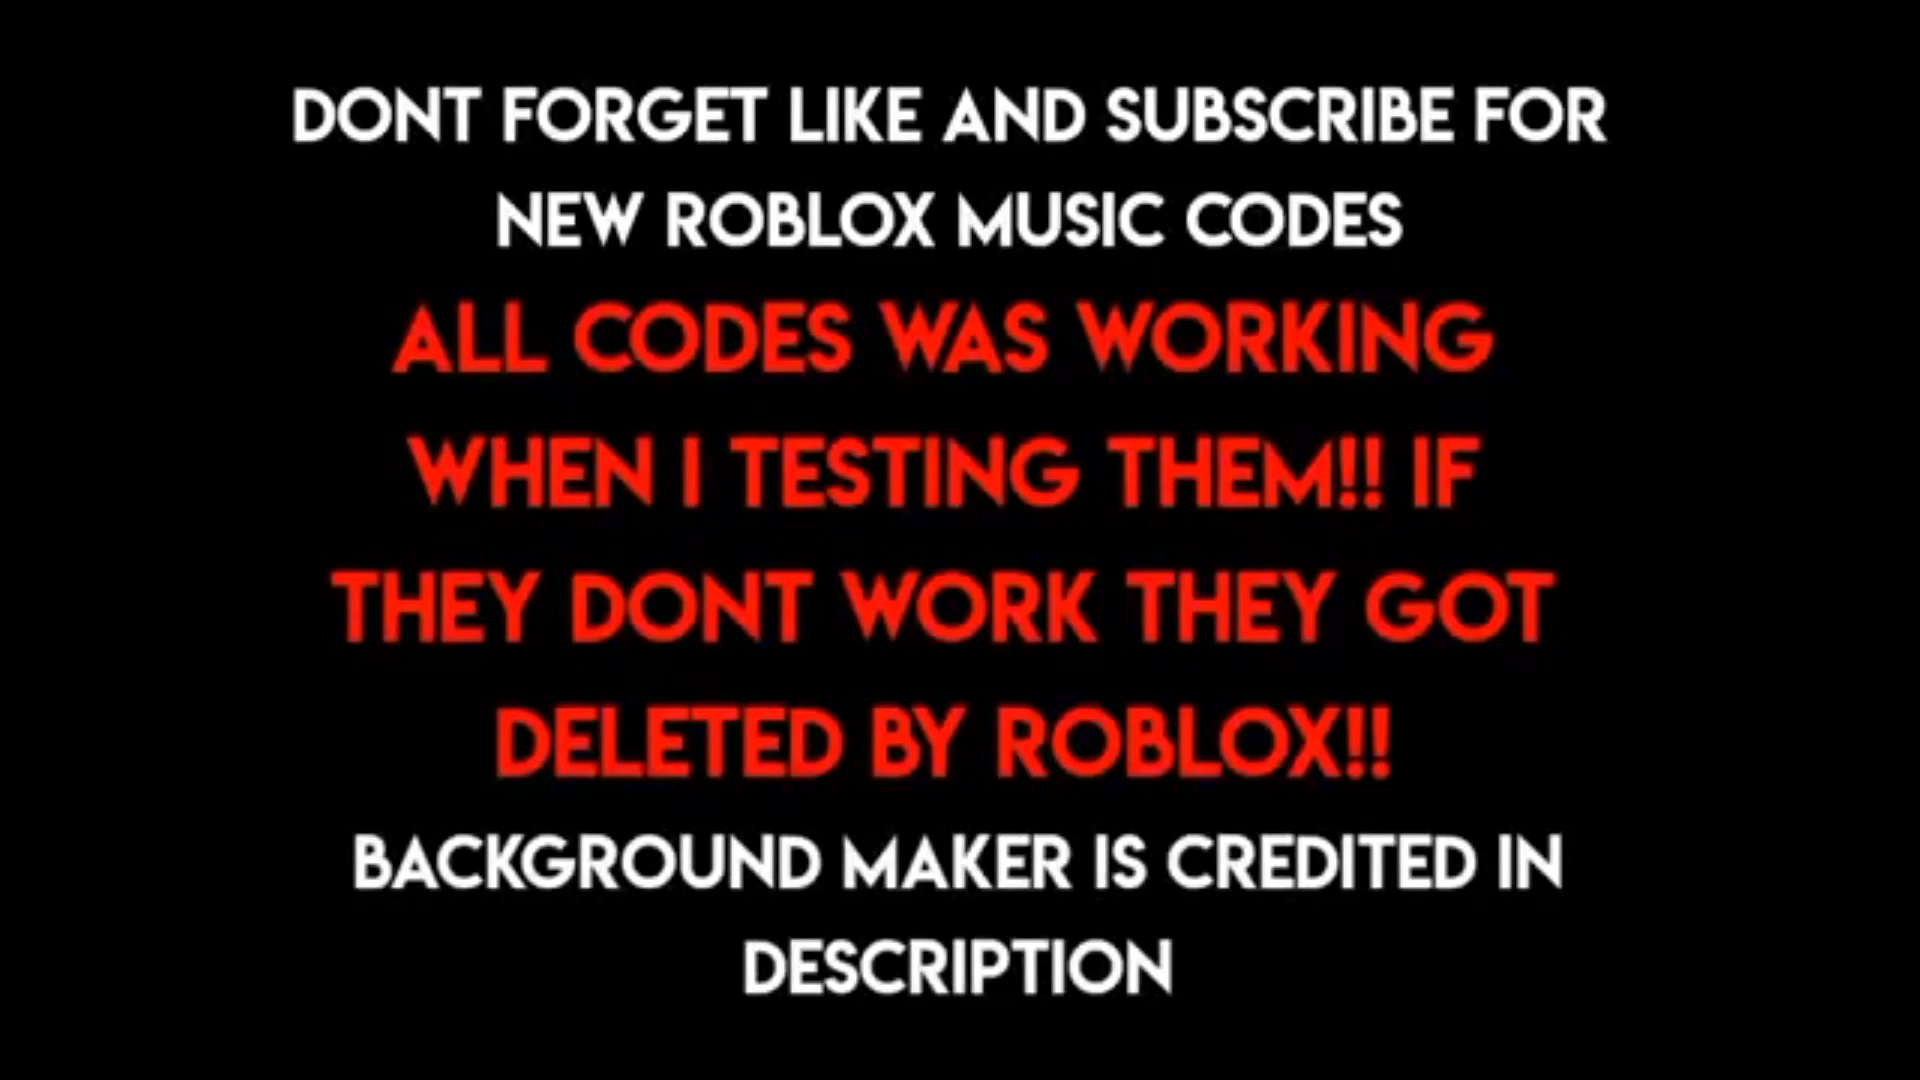 DONT FORGET LIKE AND SUBSCRIBE FOR
NEW ROBLOX MUSIC CODES
ALL CODES WAS WORKING
WHEN I TESTING THEM!! IF
THEY DONT WORK THEY GOT
DELETED BY ROBLOX!!
BACKGROUND MAKER IS CREDITED IN
DESCRIPTION